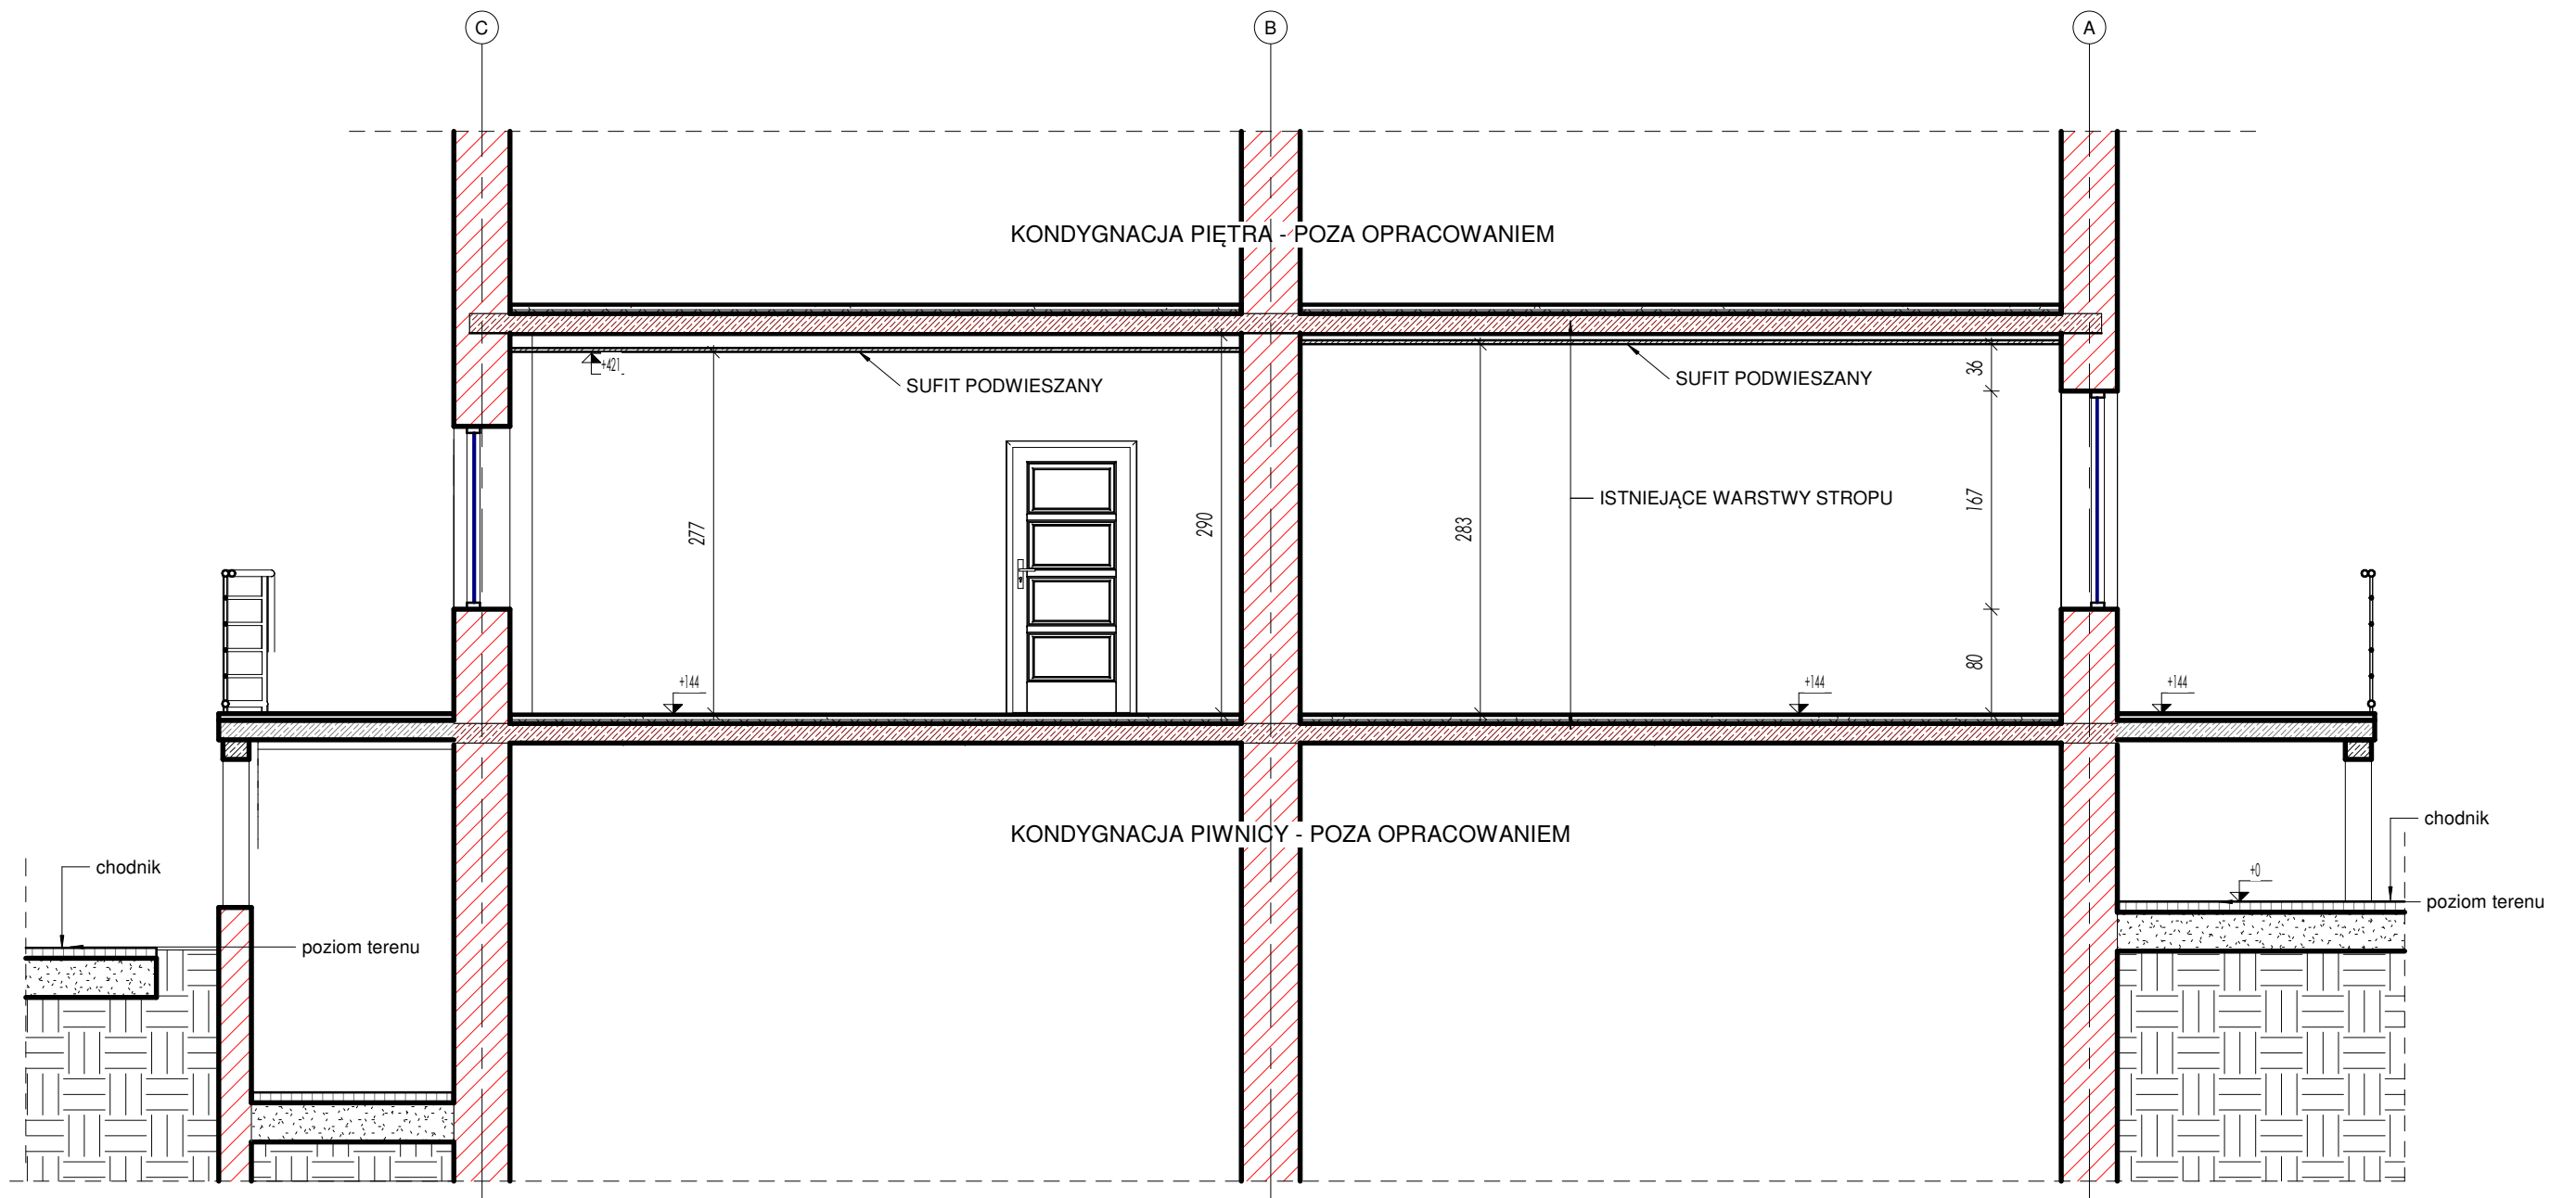 C
B
A
KONDYGNACJA PIĘTRA - POZA OPRACOWANIEM
+421
SUFIT PODWIESZANY
SUFIT PODWIESZANY
36
277
290
283
ISTNIEJĄCE WARSTWY STROPU
167
80
+144
+144
+144
KONDYGNACJA PIWNICY - POZA OPRACOWANIEM
chodnik
chodnik
+0
poziom terenu
poziom terenu